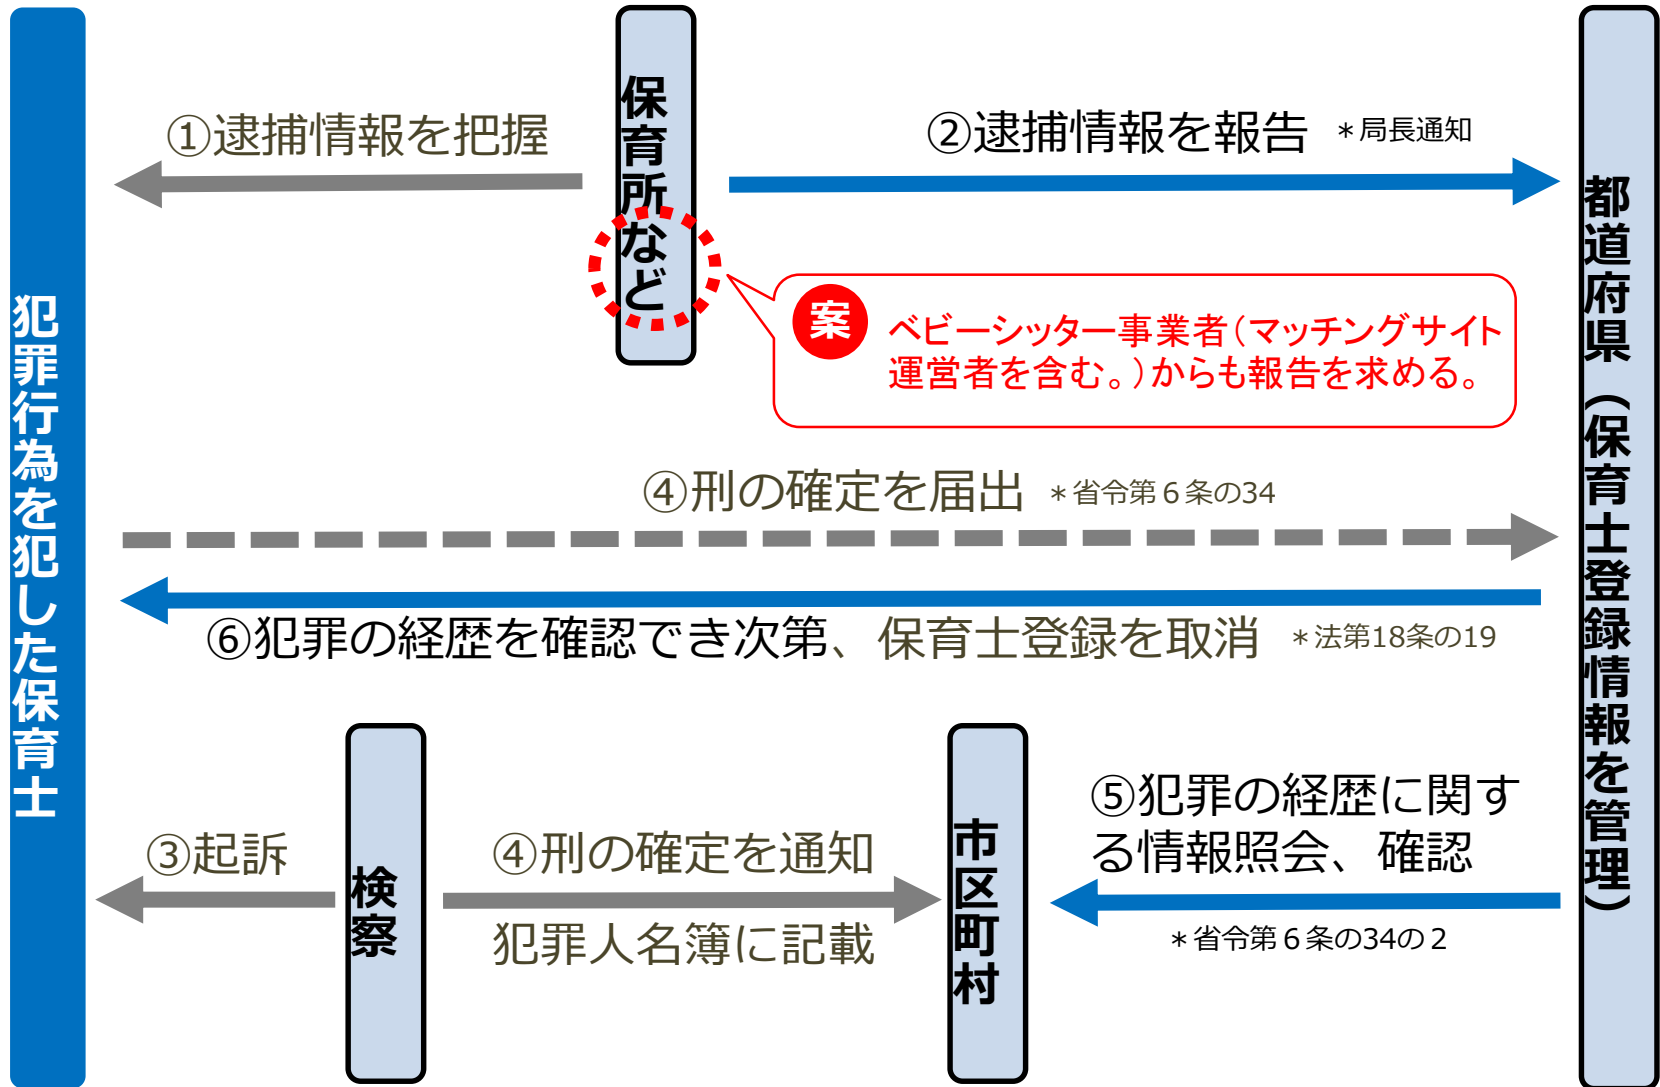 犯罪行為を犯した保育士
①逮捕情報を把握
保育所など
②逮捕情報を報告 ＊局長通知
案
ベビーシッター事業者（マッチングサイト
運営者を含む。）からも報告を求める。
都道府県（保育士登録情報を管理）
④刑の確定を届出 ＊省令第６条の34
⑥犯罪の経歴を確認でき次第、保育士登録を取消 ＊法第18条の19
③起訴
検察
④刑の確定を通知
犯罪人名簿に記載
市区町村
⑤犯罪の経歴に関す
る情報照会、確認
＊省令第６条の34の２